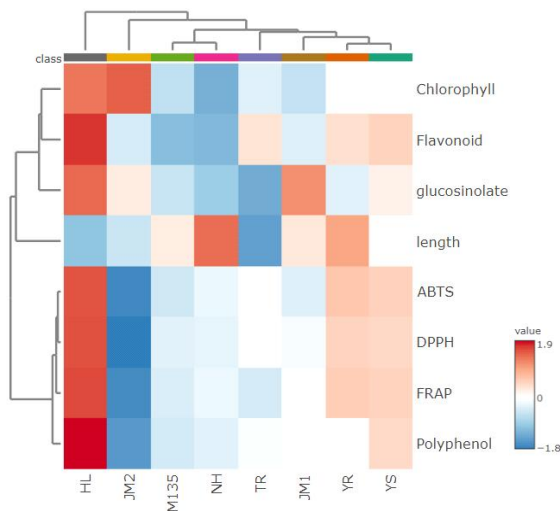 class
Chlorophyll
Flavonoid
glucosinolate
length
ABTS
DPPH
FRAP
Polyphenol
value
1.9
0
−1.8
HL
JM2
M135
NH
TR
JM1
YR
YS